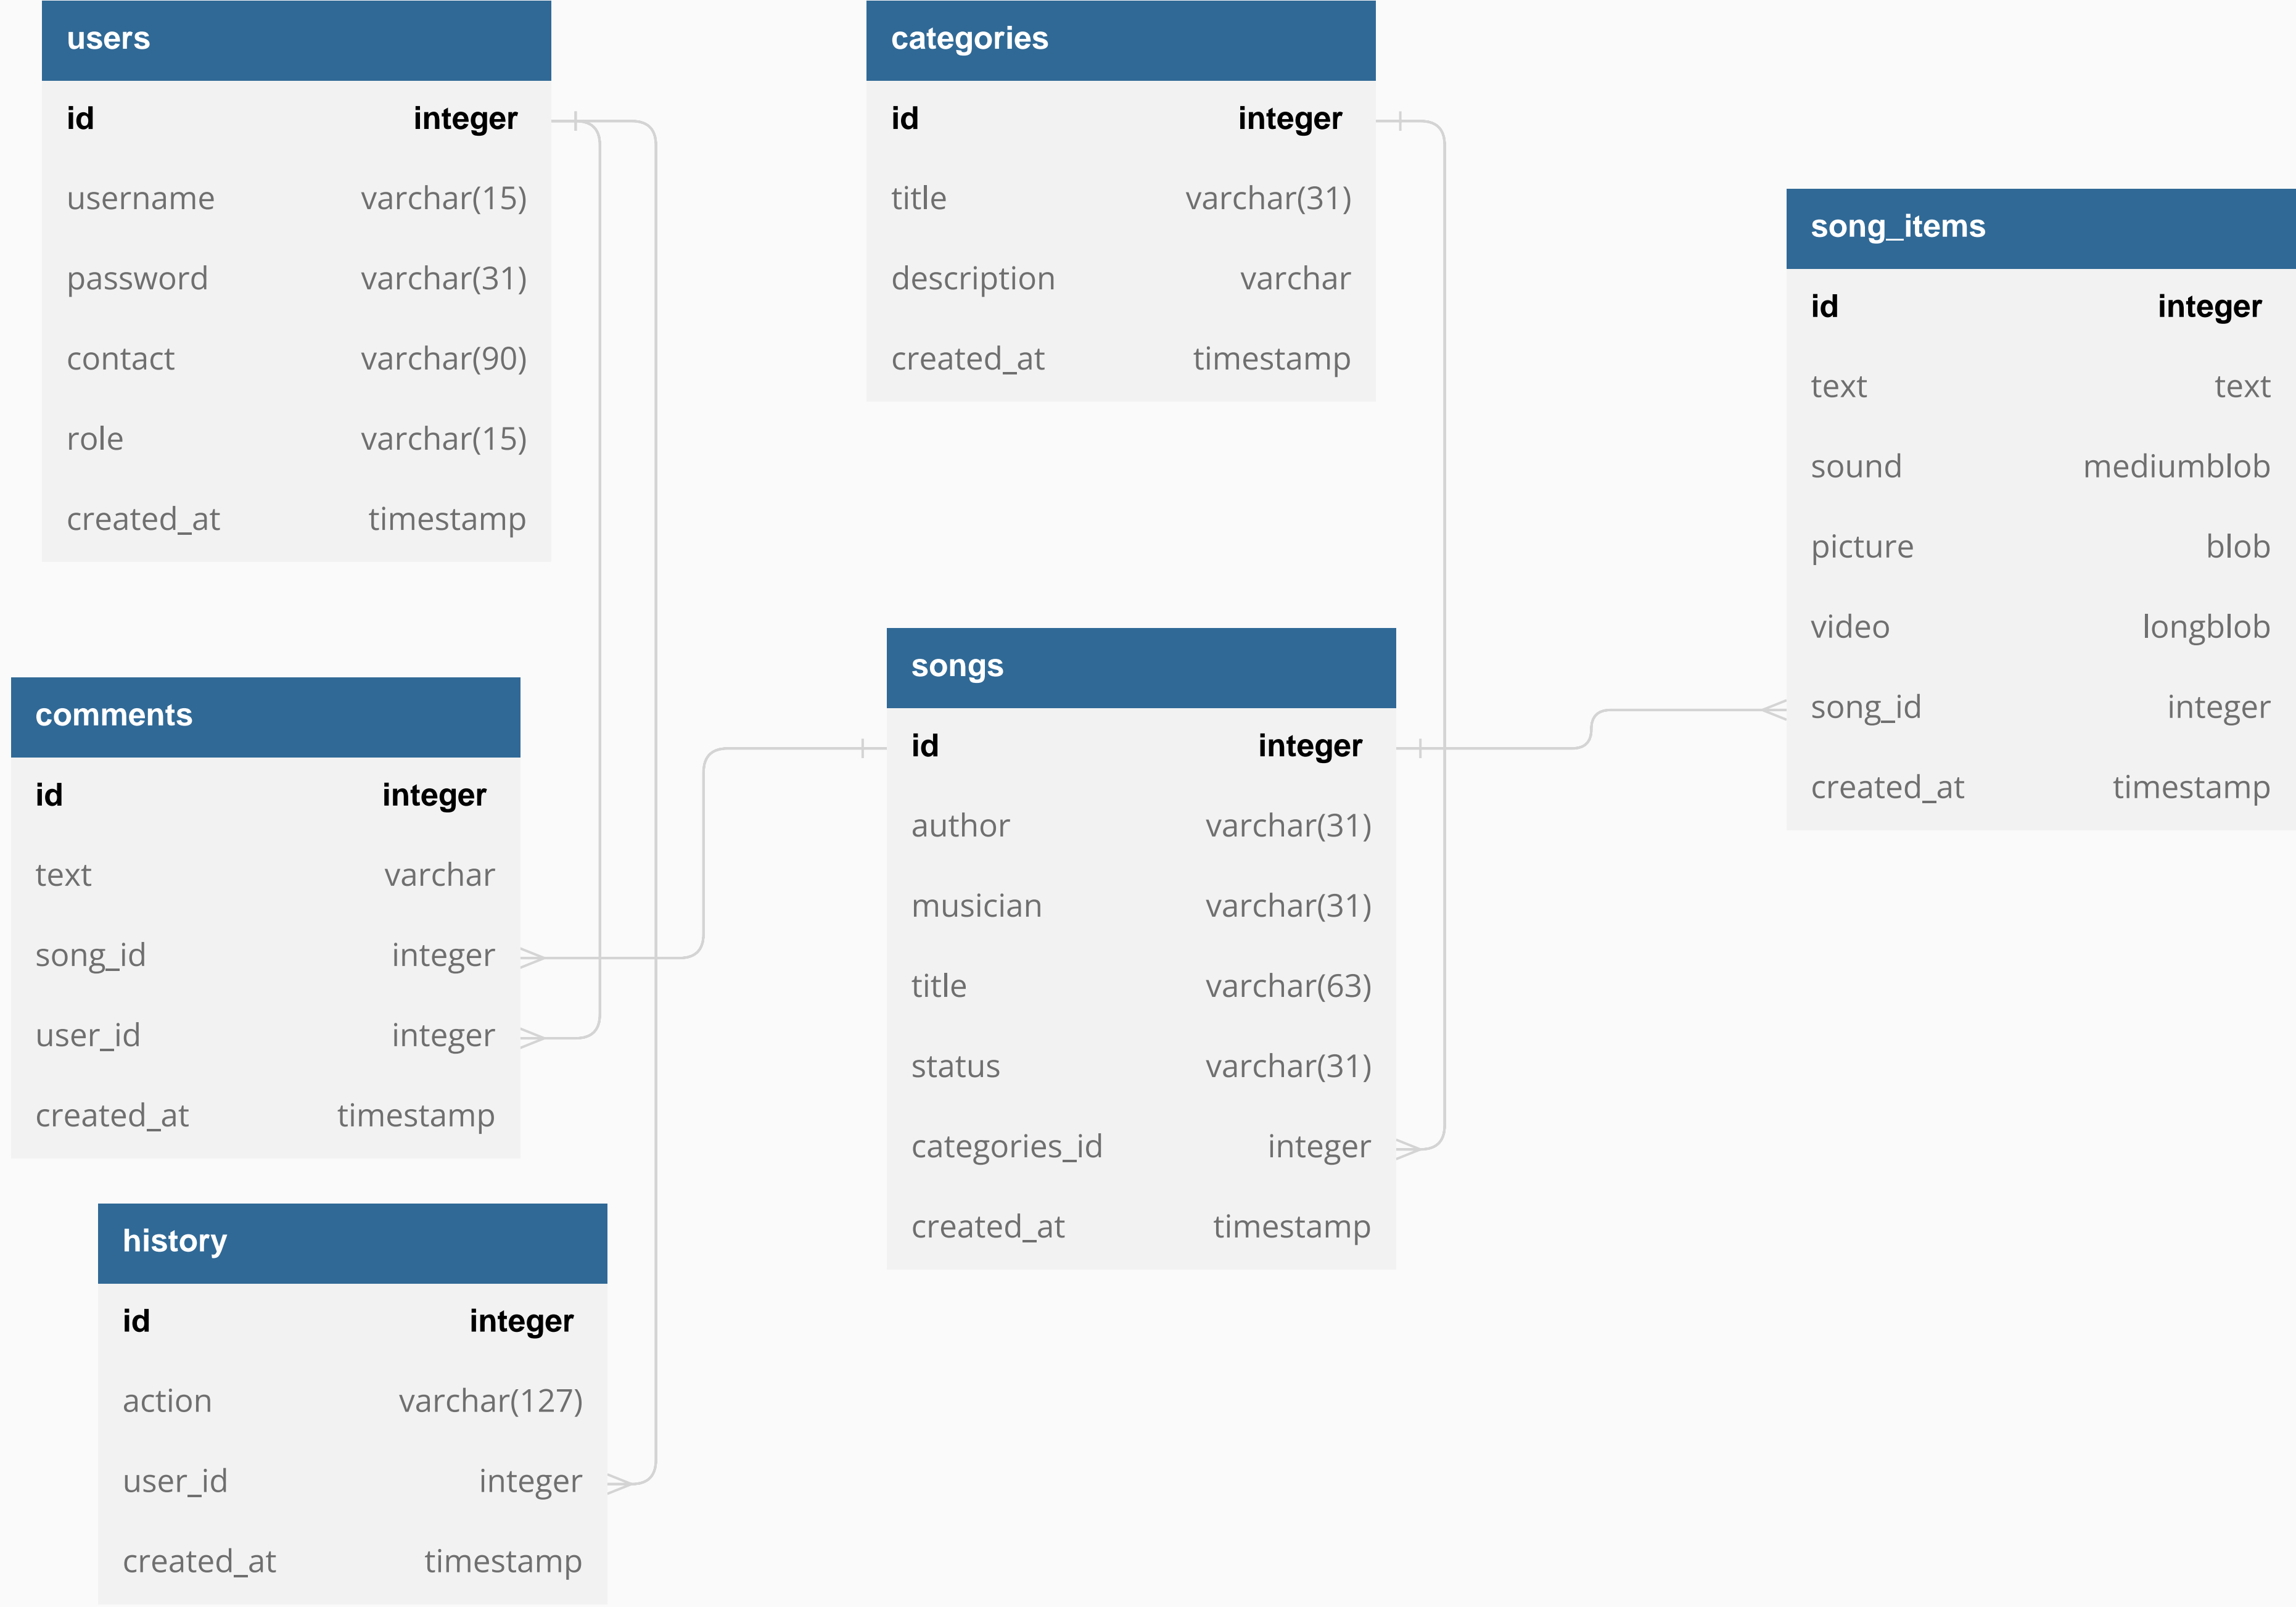 users
id integer
username varchar(15)
password varchar(31)
contact varchar(90)
role varchar(15)
created_at timestamp
categories
id integer
title varchar(31)
description varchar
created_at timestamp
song_items
id integer
text text
sound mediumblob
picture blob
video longblob
song_id integer
created_at timestamp
comments
id integer
text varchar
song_id integer
user_id integer
created_at timestamp
songs
id integer
author varchar(31)
musician varchar(31)
title varchar(63)
status varchar(31)
categories_id integer
created_at timestamp
history
id integer
action varchar(127)
user_id integer
created_at timestamp